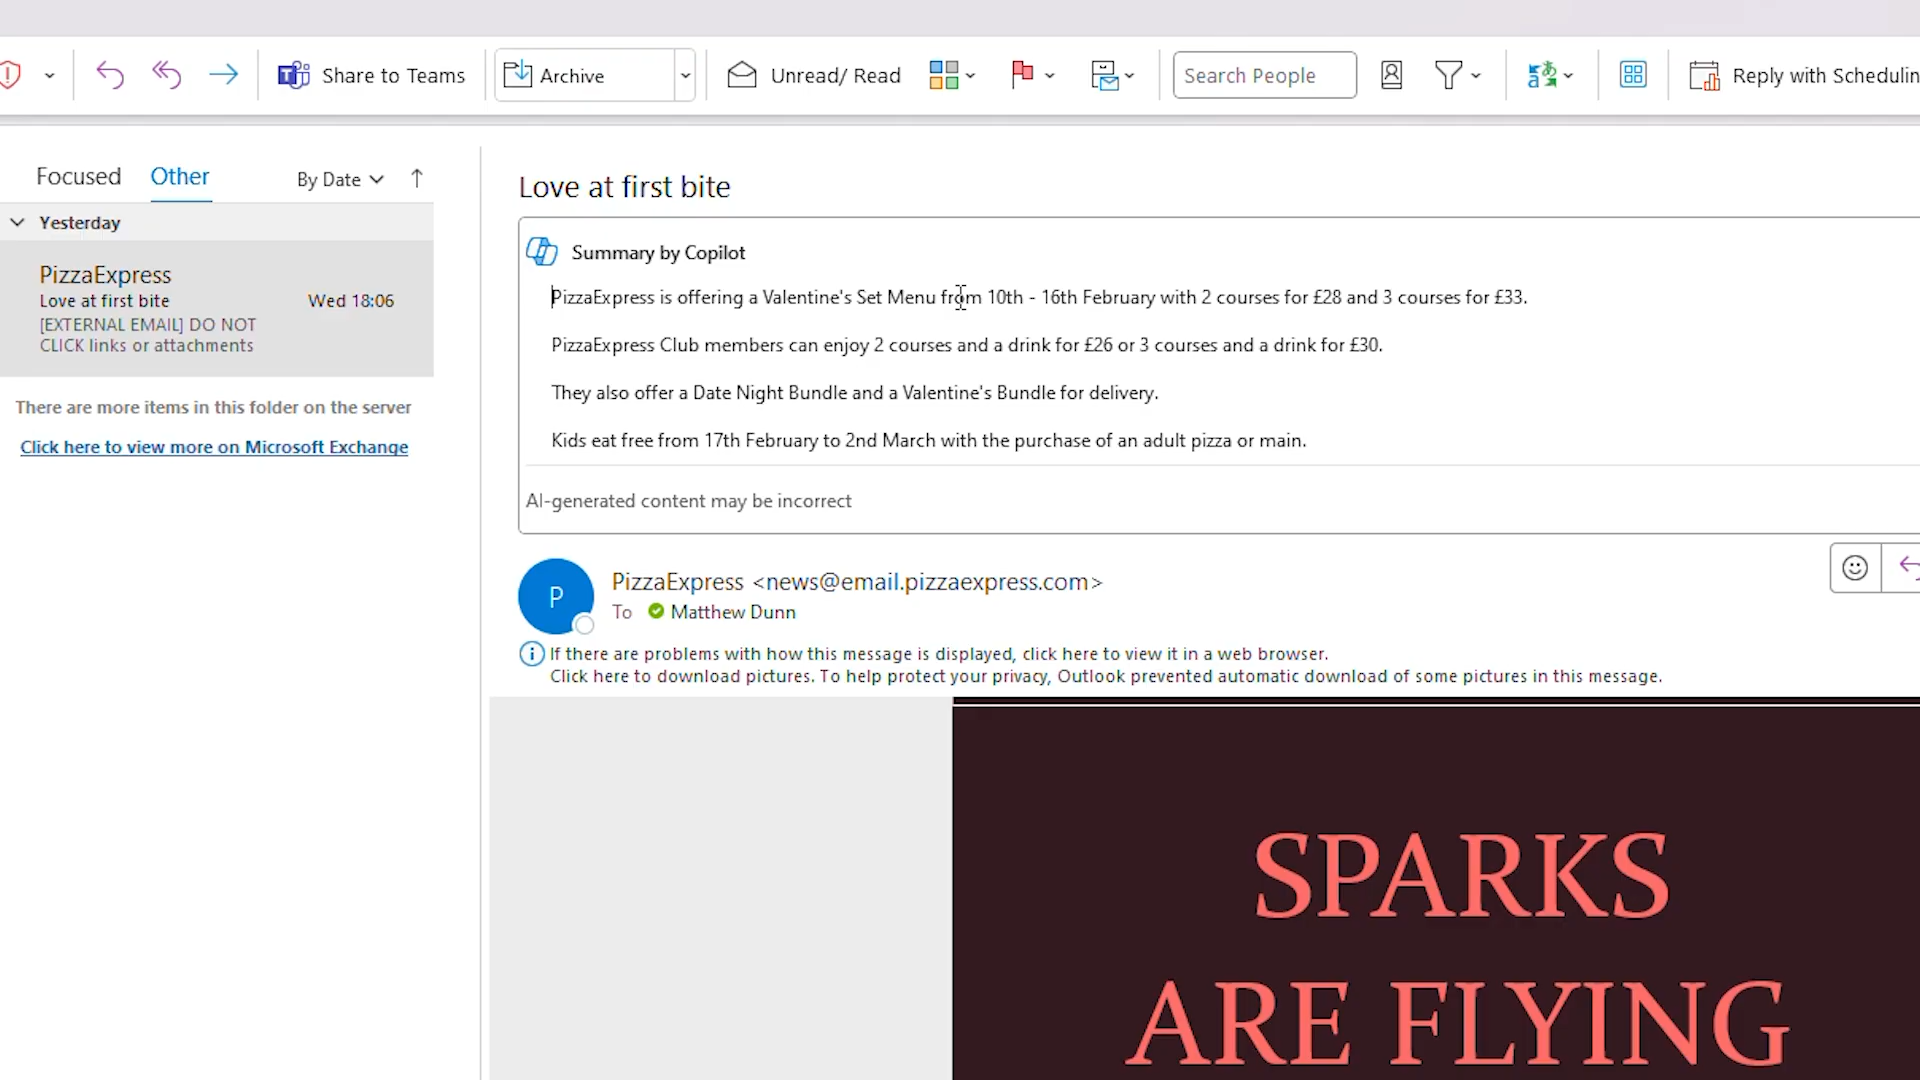 Share to Teams
Archive
Unread/ Read
Search People
Reply with Schedulin
Focused
Other
By Date
Yesterday
PizzaExpress
Love at first bite
Wed 18:06
[EXTERNAL EMAIL] DO NOT
CLICK links or attachments
There are more items in this folder on the server
Click here to view more on Microsoft Exchange
Love at first bite
Summary by Copilot
PizzaExpress is offering a Valentine's Set Menu from 10th - 16th February with 2 courses for £28 and 3 courses for £33.
PizzaExpress Club members can enjoy 2 courses and a drink for £26 or 3 courses and a drink for £30.
They also offer a Date Night Bundle and a Valentine's Bundle for delivery.
Kids eat free from 17th February to 2nd March with the purchase of an adult pizza or main.
AI-generated content may be incorrect
P
PizzaExpress <news@email.pizzaexpress.com>
To Matthew Dunn
If there are problems with how this message is displayed, click here to view it in a web browser.
Click here to download pictures. To help protect your privacy, Outlook prevented automatic download of some pictures in this message.
SPARKS
ARE FLYING